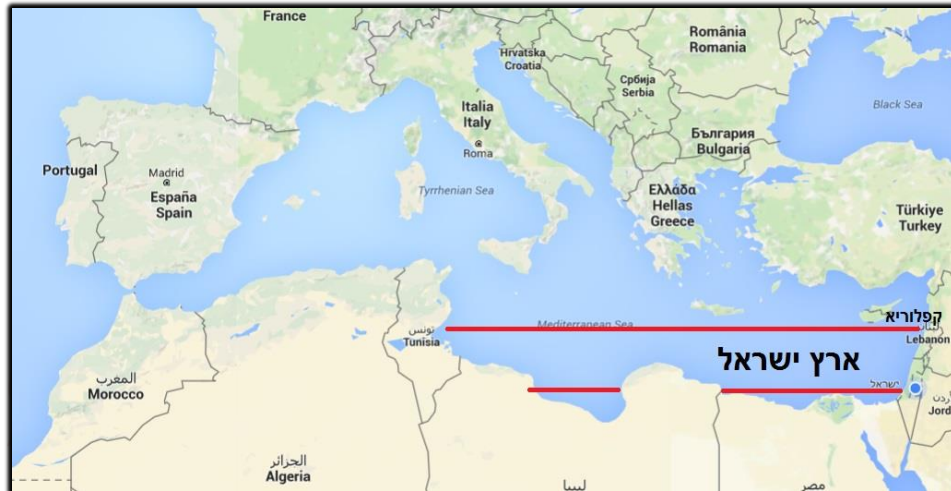 France
România
Romania
Hrvatska
Croatia
Србија
Serbia
Black Sea
Italia
Italy
Roma
България
Bulgaria
Portugal
Madrid
España
Spain
Tyrrhenian Sea
Ελλάδα
Hellas
Greece
Türkiye
Turkey
קפלוריא
Mediterranean Sea
تونس
Tunisia
Lebanon
ארץ ישראל
المغرب
Morocco
ישראל
الجزائر
Algeria
ليبيا
مصر